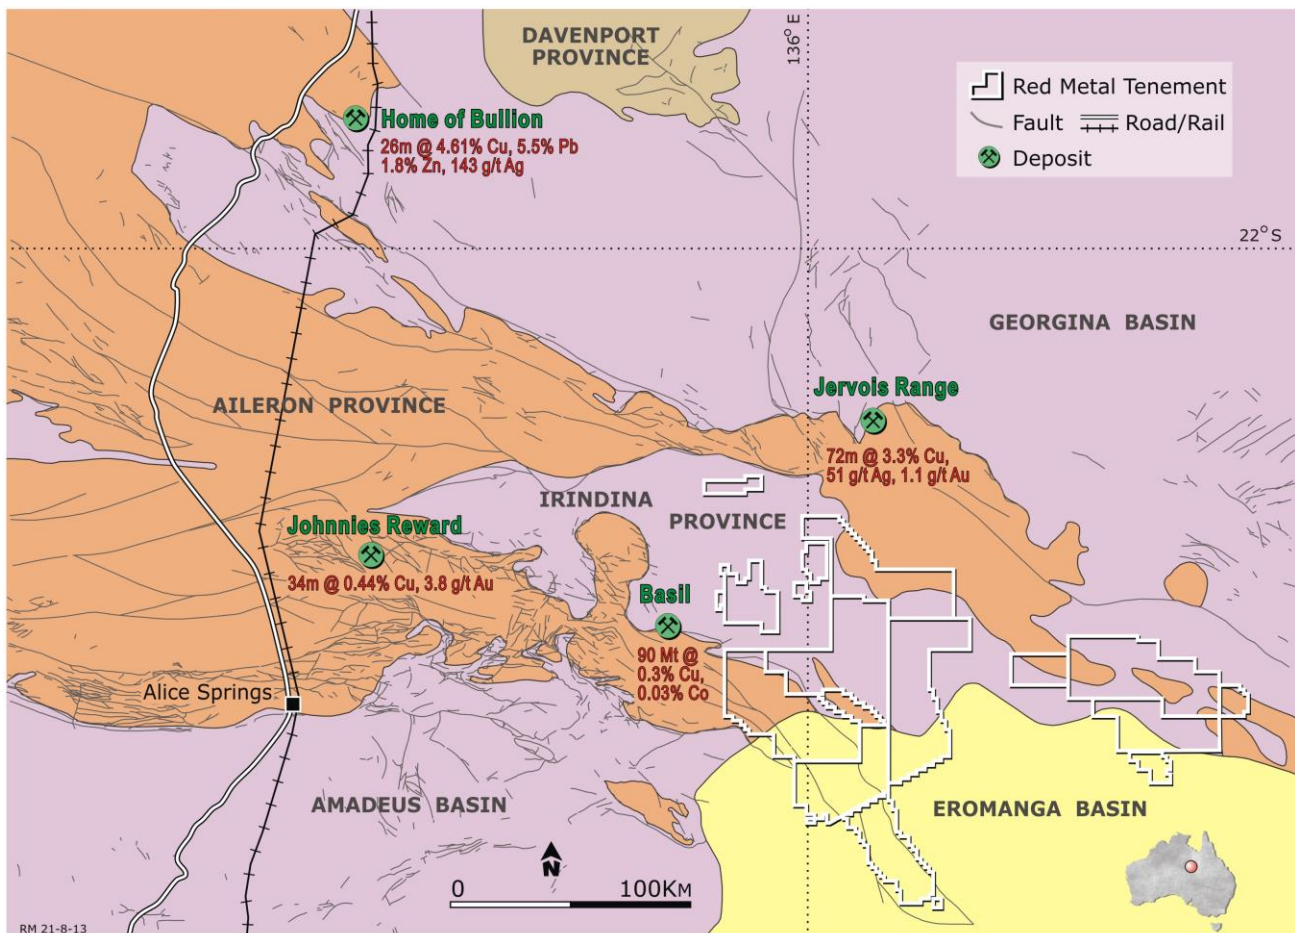 DAVENPORT
PROVINCE
136° E
Red Metal Tenement
Fault
Road/Rail
Deposit
Home of Bullion
26m @ 4.61% Cu, 5.5% Pb
1.8% Zn, 143 g/t Ag
22° S
GEORGINA BASIN
Jervois Range
72m @ 3.3% Cu,
51 g/t Ag, 1.1 g/t Au
AILERON PROVINCE
IRINDINA
PROVINCE
Johnnies Reward
34m @ 0.44% Cu, 3.8 g/t Au
Basil
90 Mt @
0.3% Cu,
0.03% Co
Alice Springs
AMADEUS BASIN
EROMANGA BASIN
N
0 100KM
RM 21-8-13